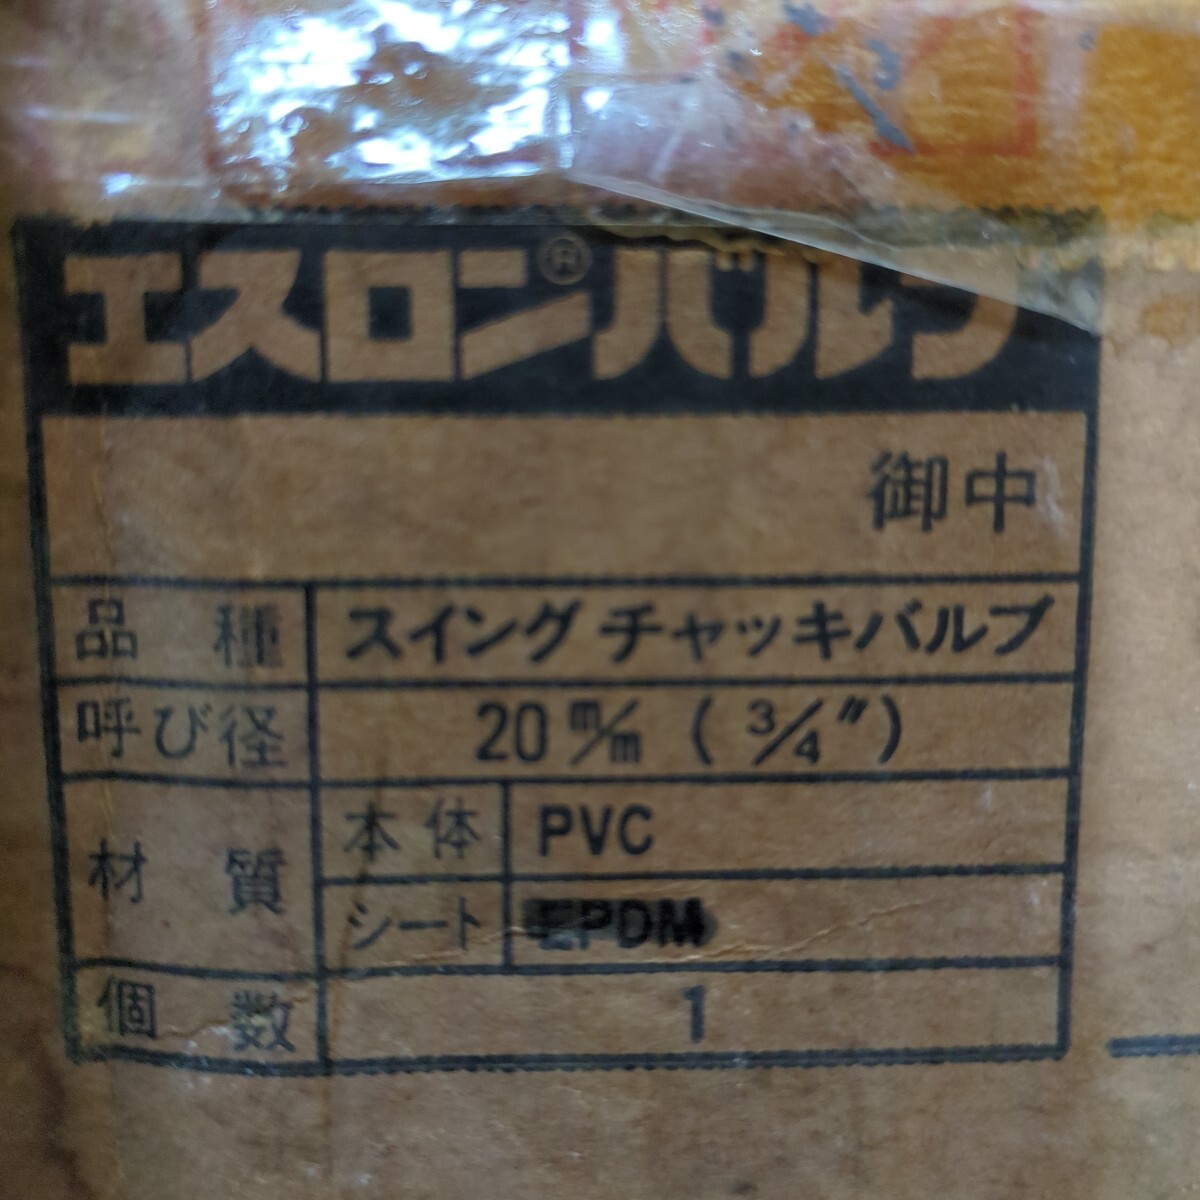 エスロン®バルブ
御中
品種 スイング チャッキバルブ
呼び径 20 m/m ( 3/4″)
材質 本体 PVC
シート EPDM
個数 1